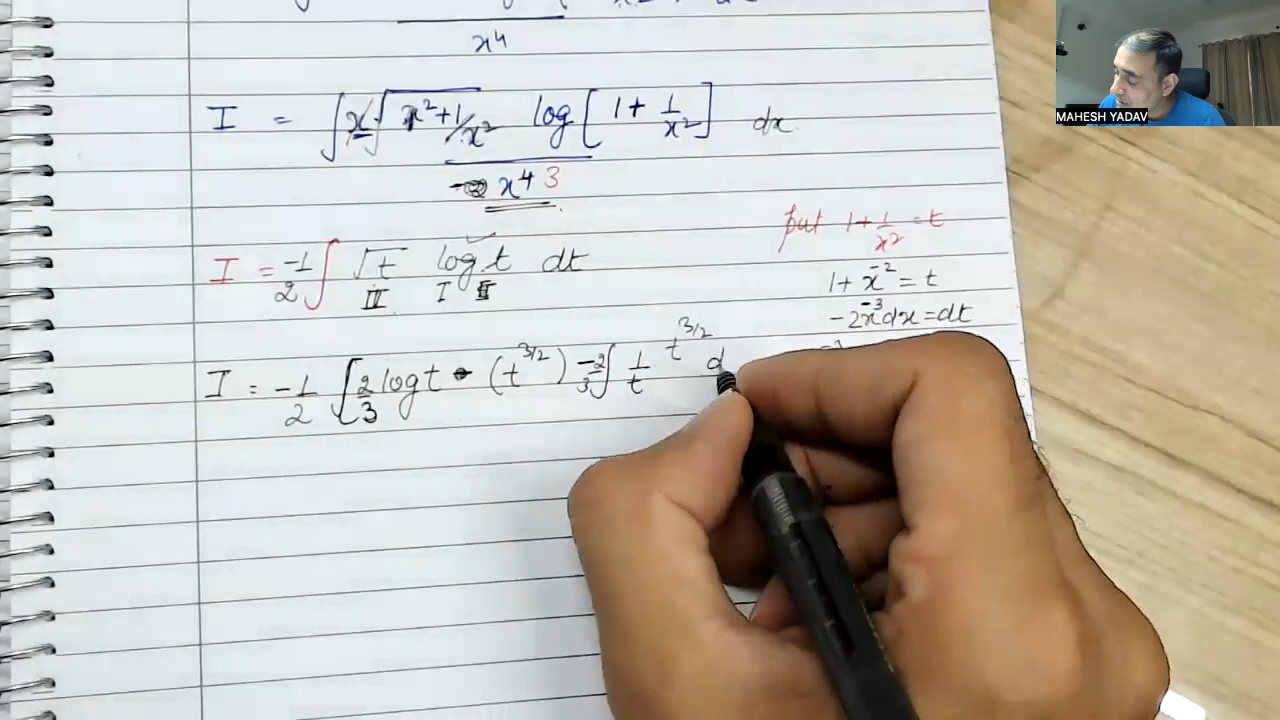 x⁴
I = ∫ x √x²+1/x² log[1 + 1/x²] dx
x⁴ 3
put 1+1/x² = t
I = -1/2 ∫ √t log t dt
II I II
1 + x⁻² = t
-2x⁻³dx = dt
I = -1/2 [2/3 log t (t^3/2) -2/3 ∫ 1/t t^3/2 d
MAHESH YADAV